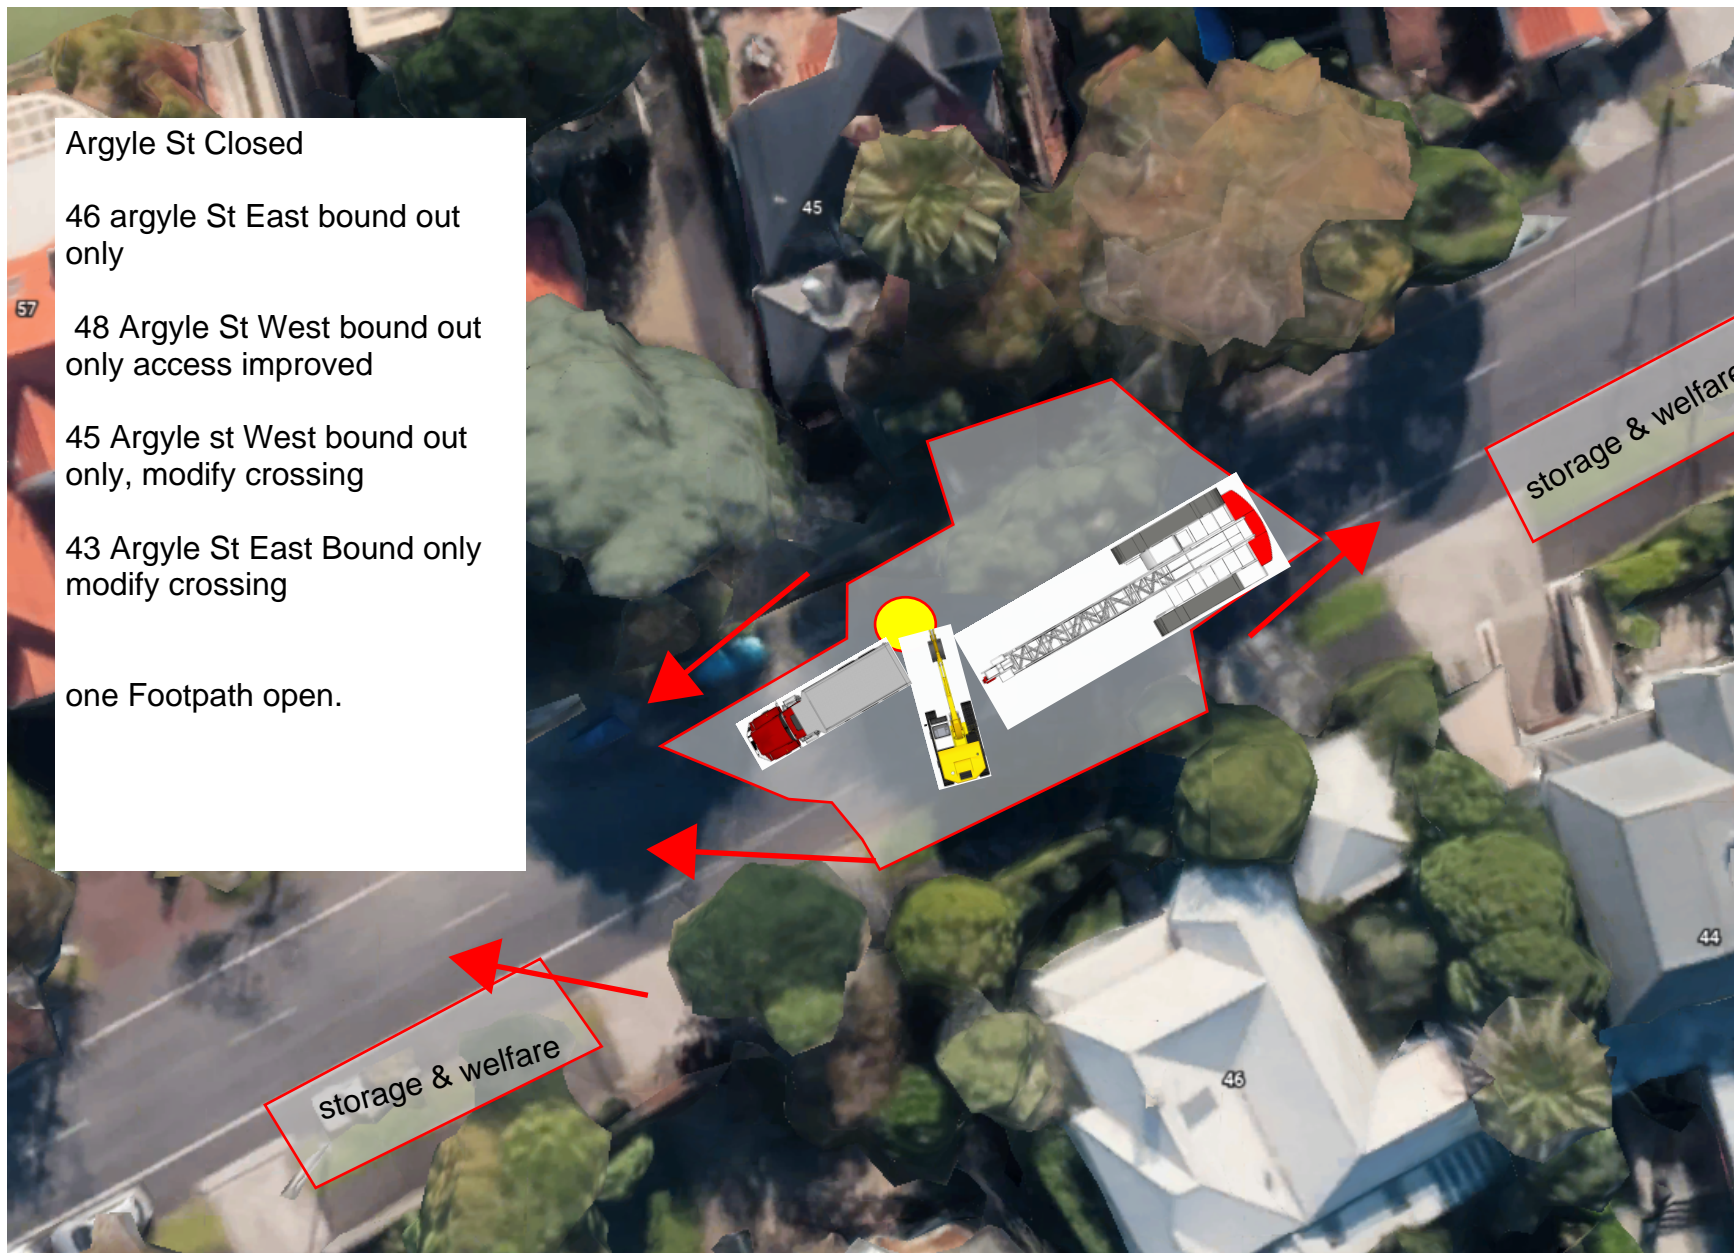 Argyle St Closed
46 argyle St East bound out
only
48 Argyle St West bound out
only access improved
45 Argyle st West bound out
only, modify crossing
43 Argyle St East Bound only
modify crossing
one Footpath open.
57
45
storage & welfare
storage & welfare
44
46